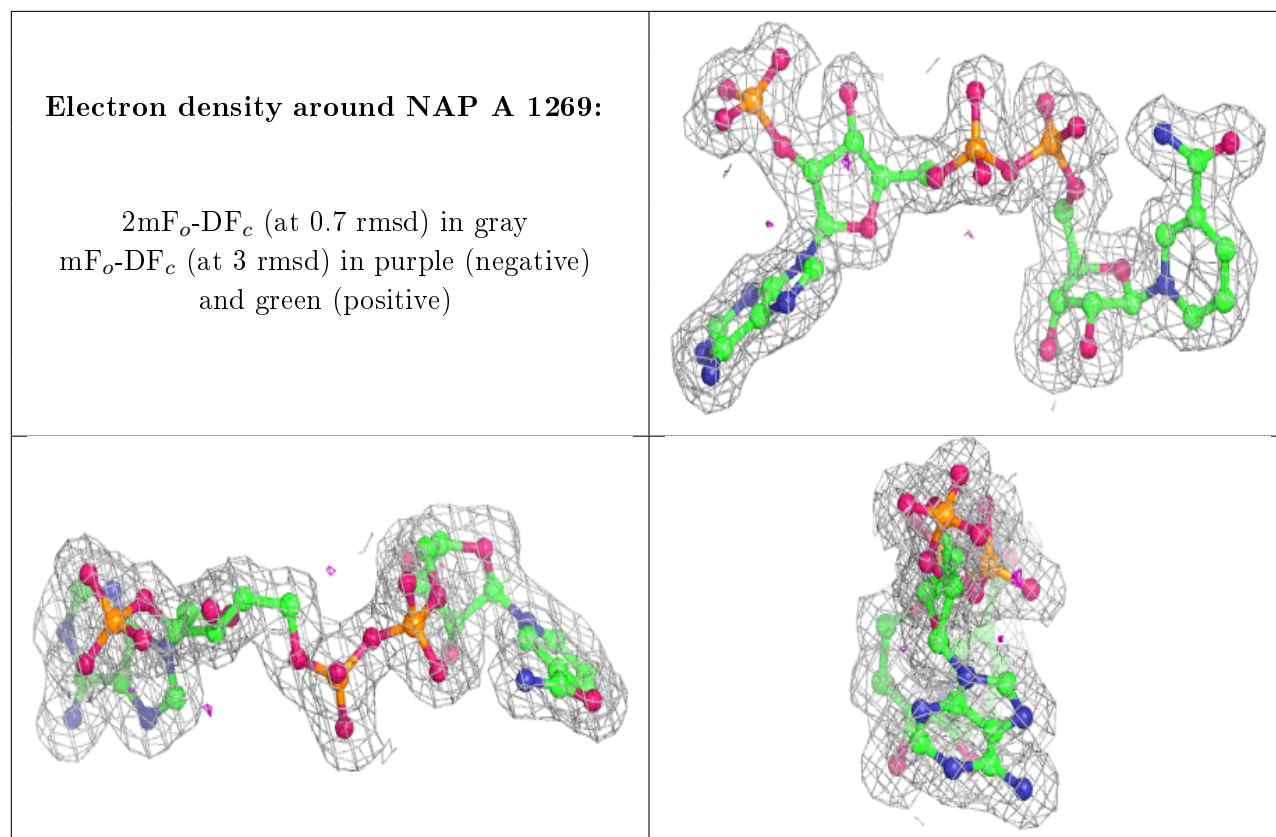 Electron density around NAP A 1269:
2mFₒ-DF𝒸 (at 0.7 rmsd) in gray
mFₒ-DF𝒸 (at 3 rmsd) in purple (negative)
and green (positive)